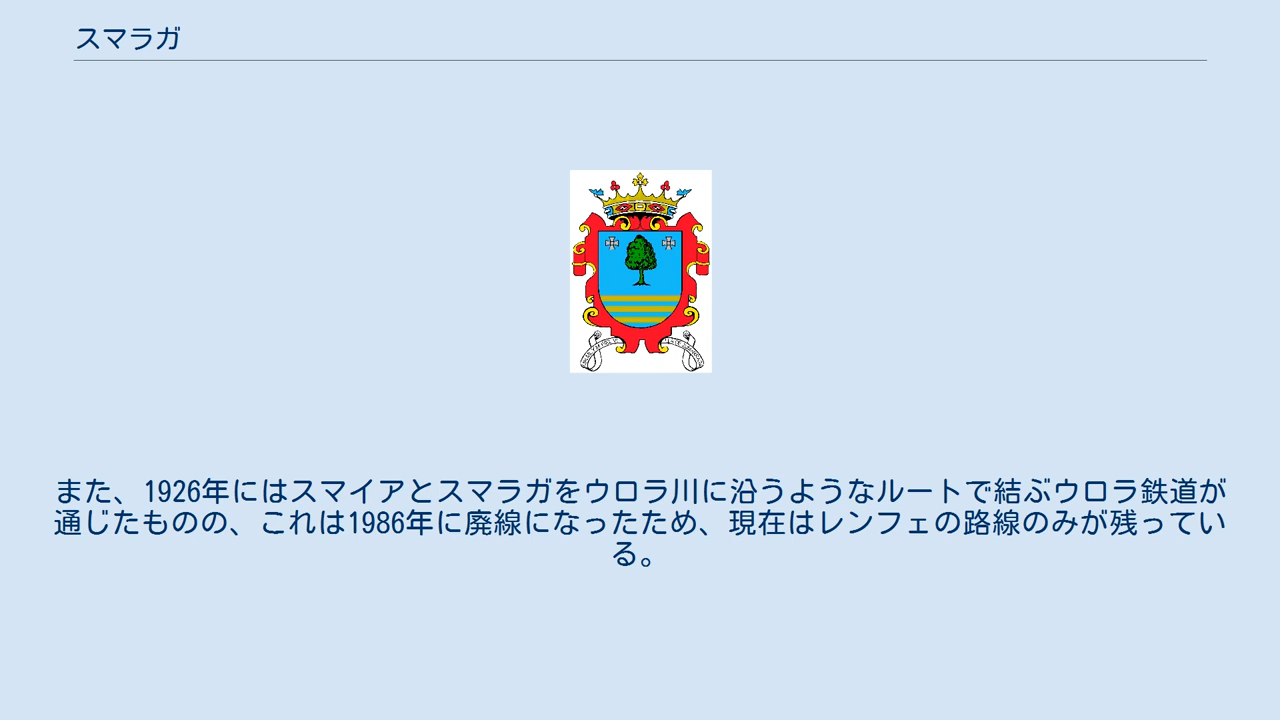 スマラガ
また、1926年にはスマイアとスマラガをウロラ川に沿うようなルートで結ぶウロラ鉄道が
通じたものの、これは1986年に廃線になったため、現在はレンフェの路線のみが残ってい
る。